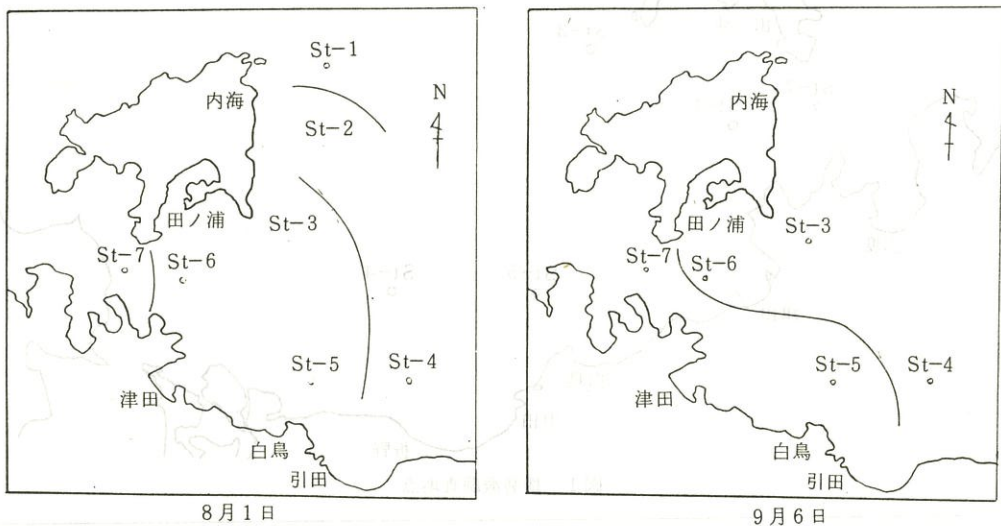 St-1
内海
N
St-2
田ノ浦
St-3
St-7
St-6
St-5
St-4
津田
白鳥
引田
8月1日
N
内海
田ノ浦
St-3
St-7
St-6
St-5
St-4
津田
白鳥
引田
9月6日